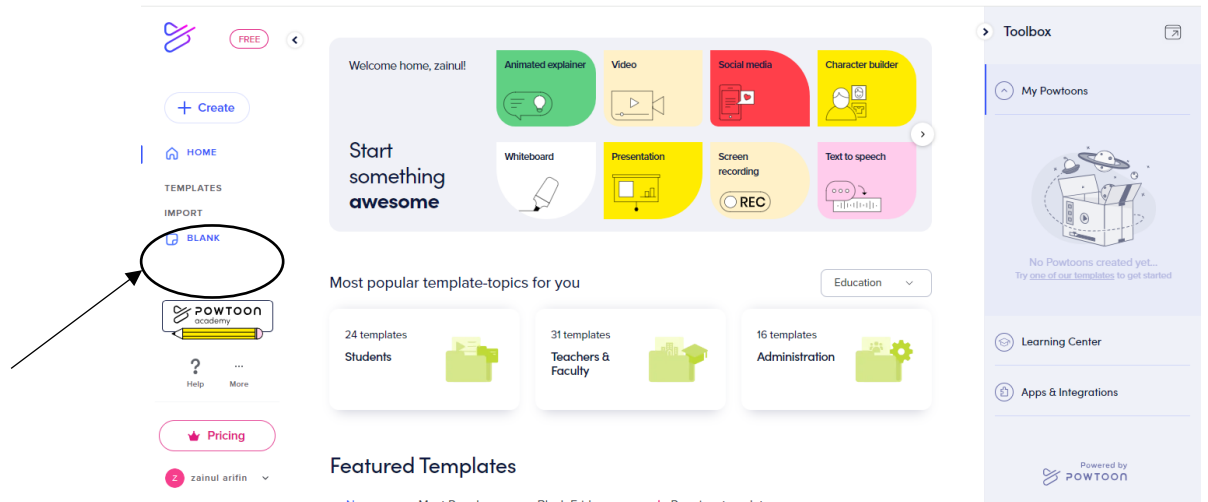 FREE
+ Create
HOME
TEMPLATES
IMPORT
BLANK
POWTOON
academy
?
Help
...
More
Pricing
Z
zainul arifin
Welcome home, zainul!
Start
something
awesome
Animated explainer
Video
Social media
Character builder
Whiteboard
Presentation
Screen
recording
REC
Text to speech
Most popular template-topics for you
Education
24 templates
Students
31 templates
Teachers &
Faculty
16 templates
Administration
Featured Templates
Toolbox
My Powtoons
No Powtoons created yet...
Try one of our templates to get started
Learning Center
Apps & Integrations
Powered by
POWTOON